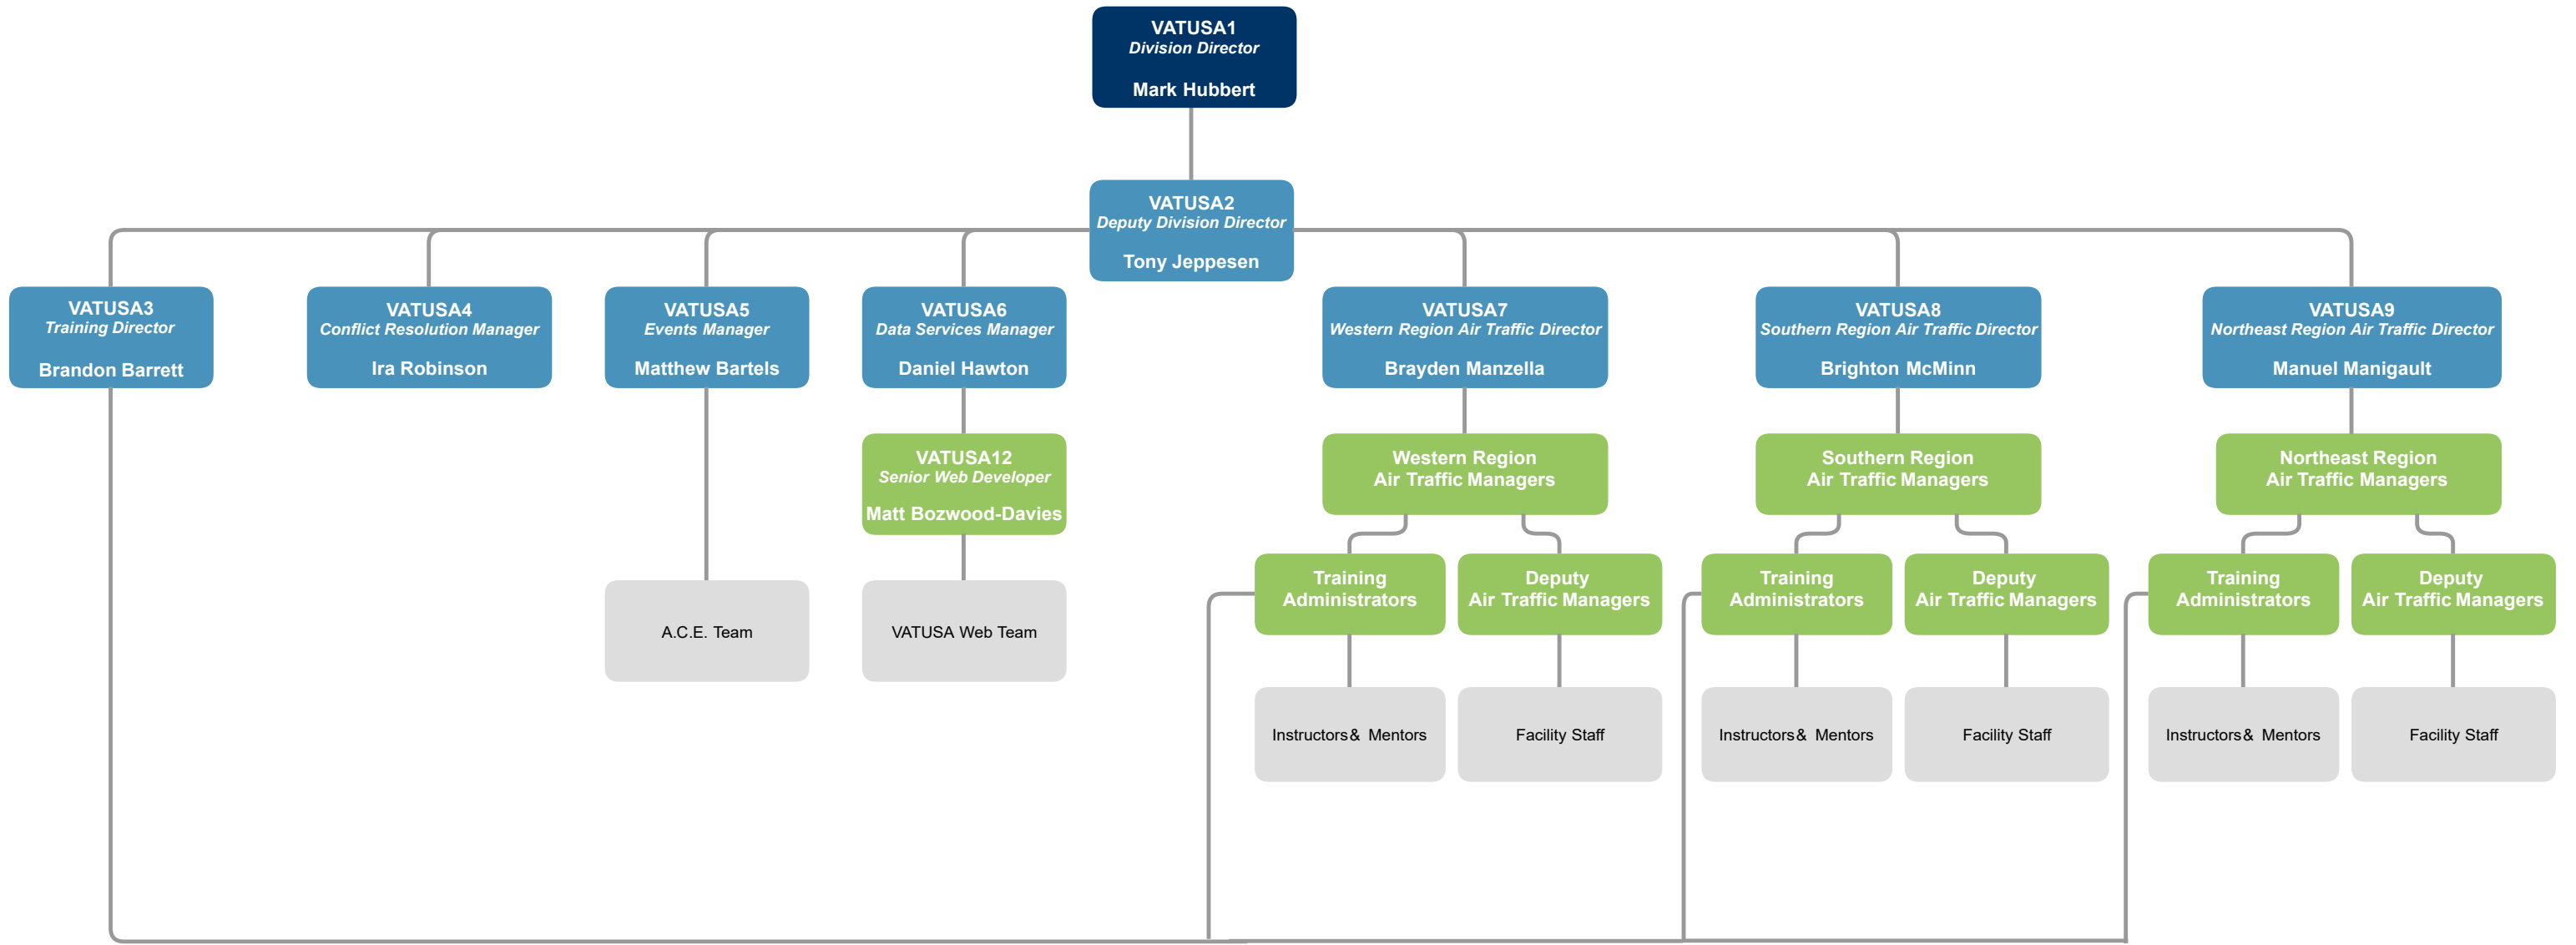 VATUSA1
Division Director
Mark Hubbert
VATUSA2
Deputy Division Director
Tony Jeppesen
VATUSA3
Training Director
Brandon Barrett
VATUSA4
Conflict Resolution Manager
Ira Robinson
VATUSA5
Events Manager
Matthew Bartels
VATUSA6
Data Services Manager
Daniel Hawton
VATUSA7
Western Region Air Traffic Director
Brayden Manzella
VATUSA8
Southern Region Air Traffic Director
Brighton McMinn
VATUSA9
Northeast Region Air Traffic Director
Manuel Manigault
VATUSA12
Senior Web Developer
Matt Bozwood-Davies
Western Region
Air Traffic Managers
Southern Region
Air Traffic Managers
Northeast Region
Air Traffic Managers
A.C.E. Team
VATUSA Web Team
Training
Administrators
Deputy
Air Traffic Managers
Training
Administrators
Deputy
Air Traffic Managers
Training
Administrators
Deputy
Air Traffic Managers
Instructors& Mentors
Facility Staff
Instructors& Mentors
Facility Staff
Instructors& Mentors
Facility Staff